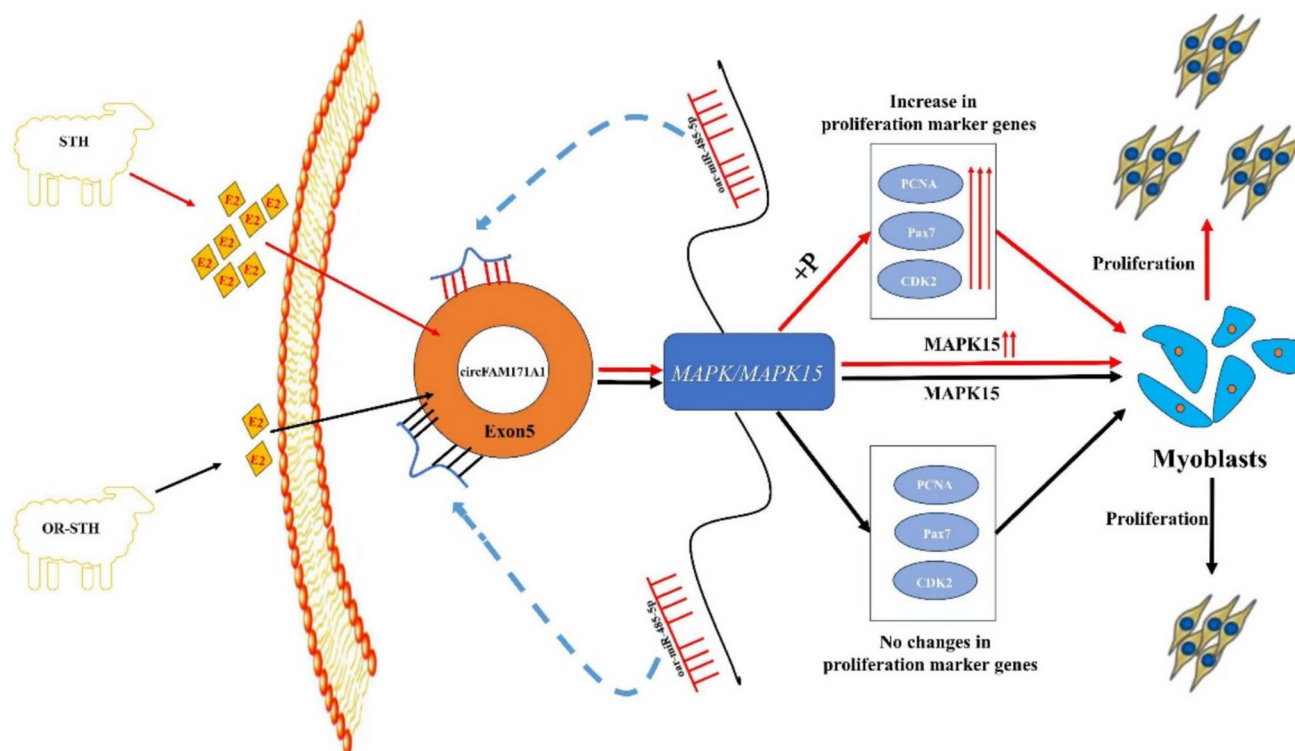 STH
E2
E2
E2
E2
E2
E2
E2
OR-STH
E2
E2
circFAM171A1
Exon5
oar-miR-485-5p
oar-miR-485-5p
MAPK/MAPK15
+P
Increase in
proliferation marker genes
PCNA
Pax7
CDK2
MAPK15
MAPK15
PCNA
Pax7
CDK2
No changes in
proliferation marker genes
Proliferation
Myoblasts
Proliferation